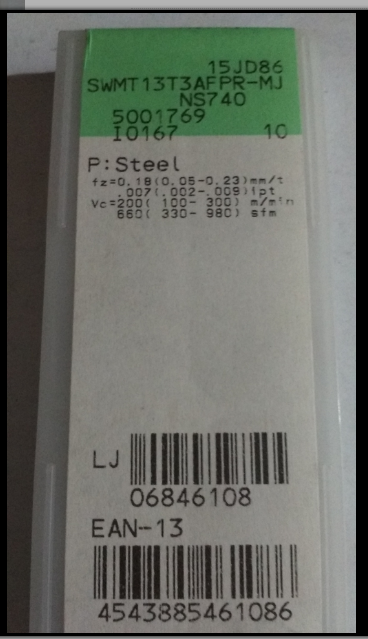 15JD86
SWMT13T3AFPR-MJ
NS740
5001769
I0167 10
P:Steel
fz=0.18(0.05-0.23)mm/t
.007(.002-.009)ipt
Vc=200( 100- 300) m/min
660( 330- 980) sfm
LJ
06846108
EAN-13
4543885461086